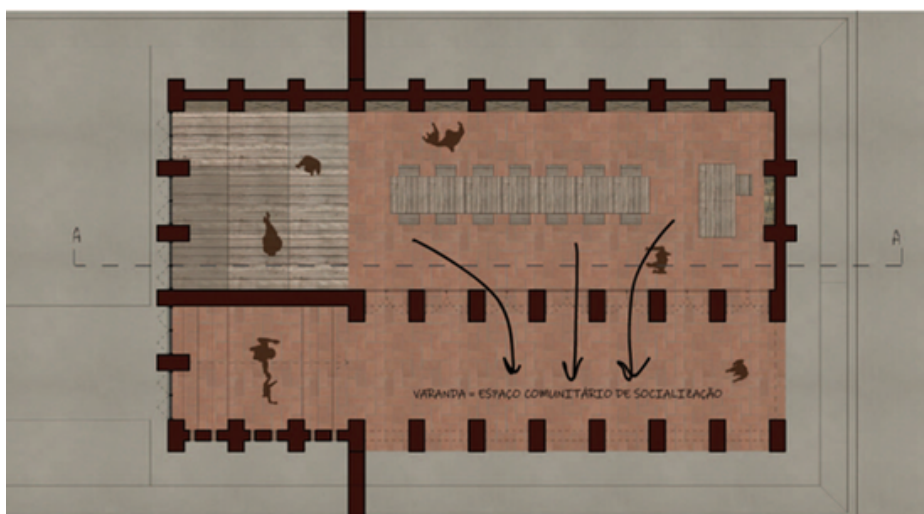 A
A
VARANDA = ESPAÇO COMUNITÁRIO DE SOCIALIZAÇÃO